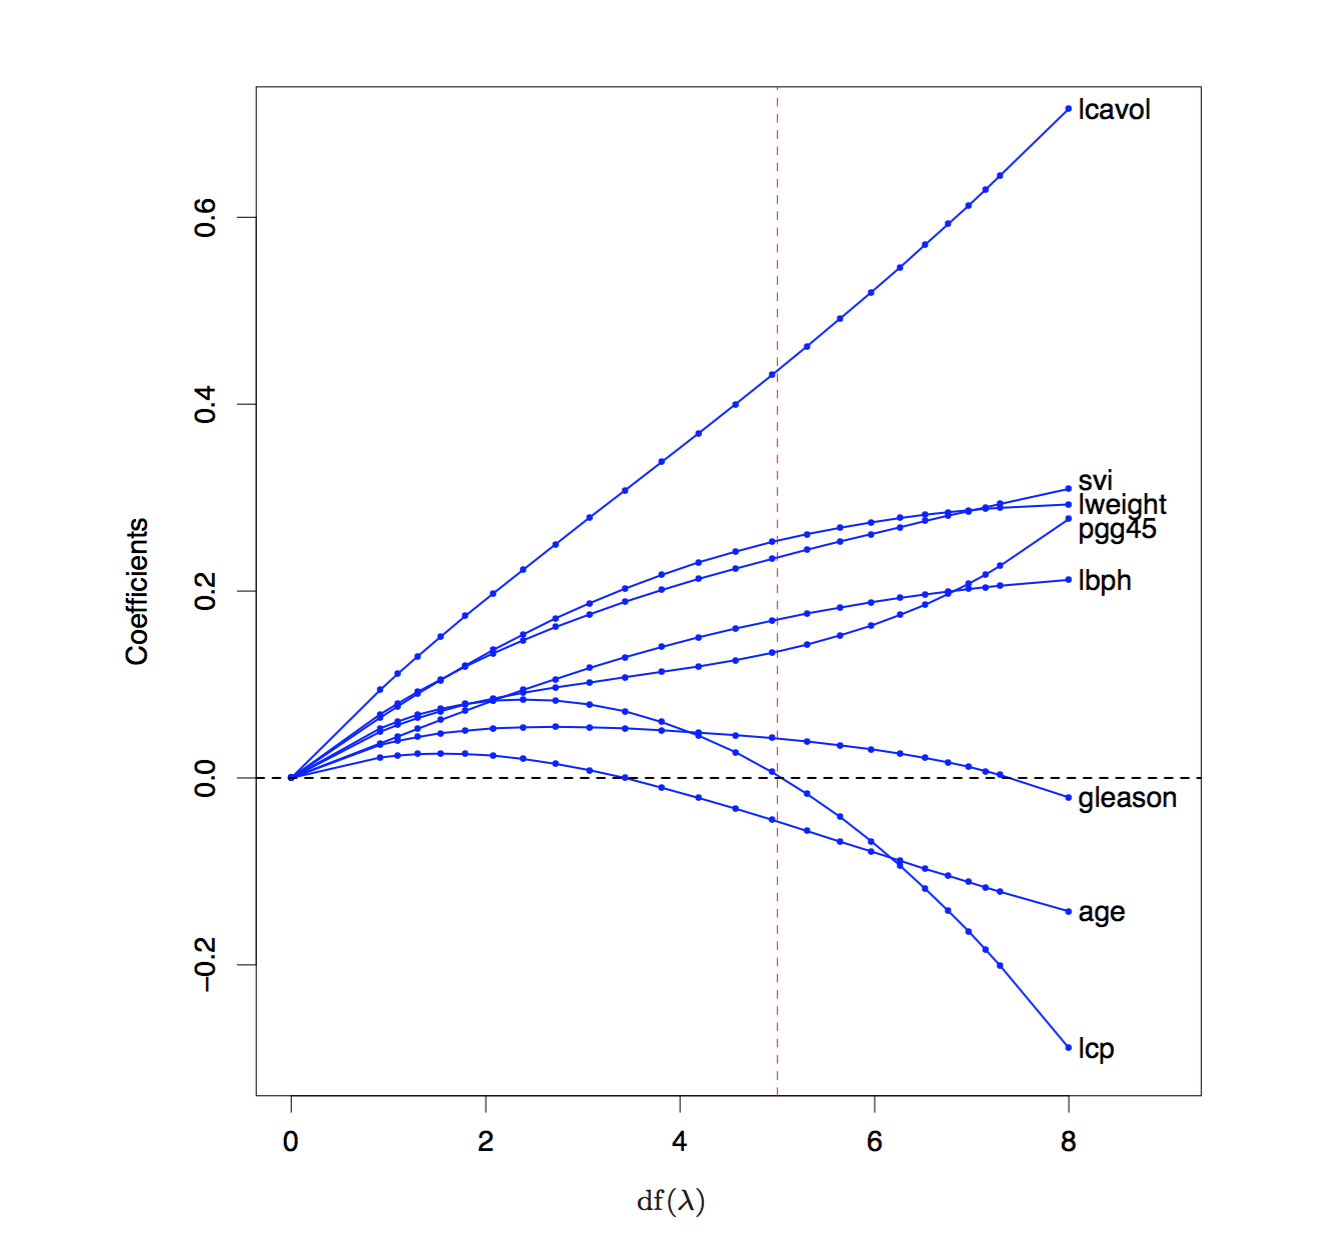 lcavol
0.6
0.4
svi
lweight
pgg45
Coefficients
0.2
lbph
0.0
gleason
age
−0.2
lcp
0 2 4 6 8
df(λ)